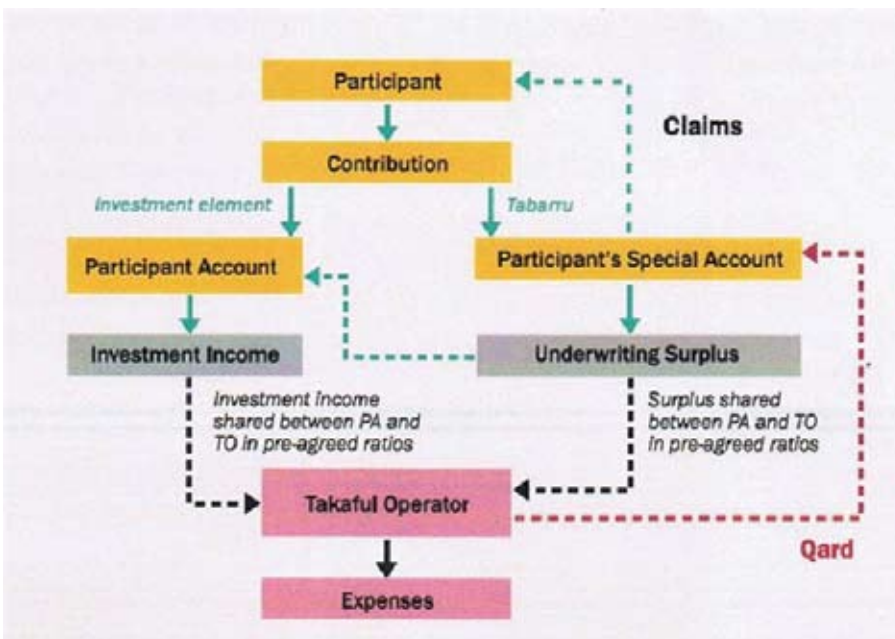 Participant
Claims
Contribution
Investment element
Tabarru
Participant Account
Participant's Special Account
Investment Income
Underwriting Surplus
Investment income
shared between PA and
TO in pre-agreed ratios
Surplus shared
between PA and TO
in pre-agreed ratios
Takaful Operator
Qard
Expenses